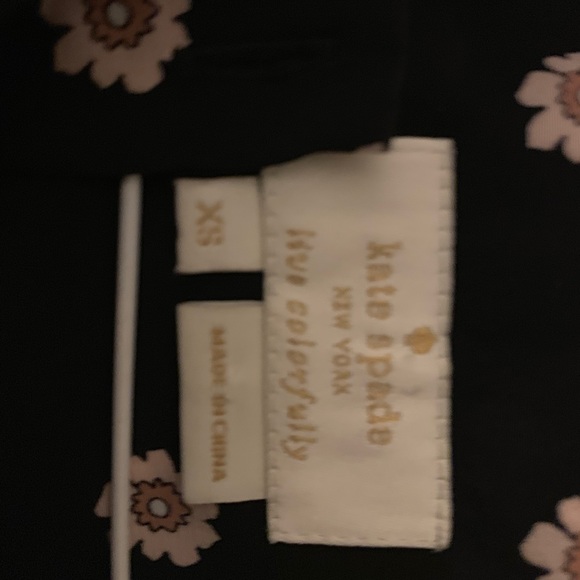 kate spade
NEW YORK
live colorfully
XS
MADE IN CHINA